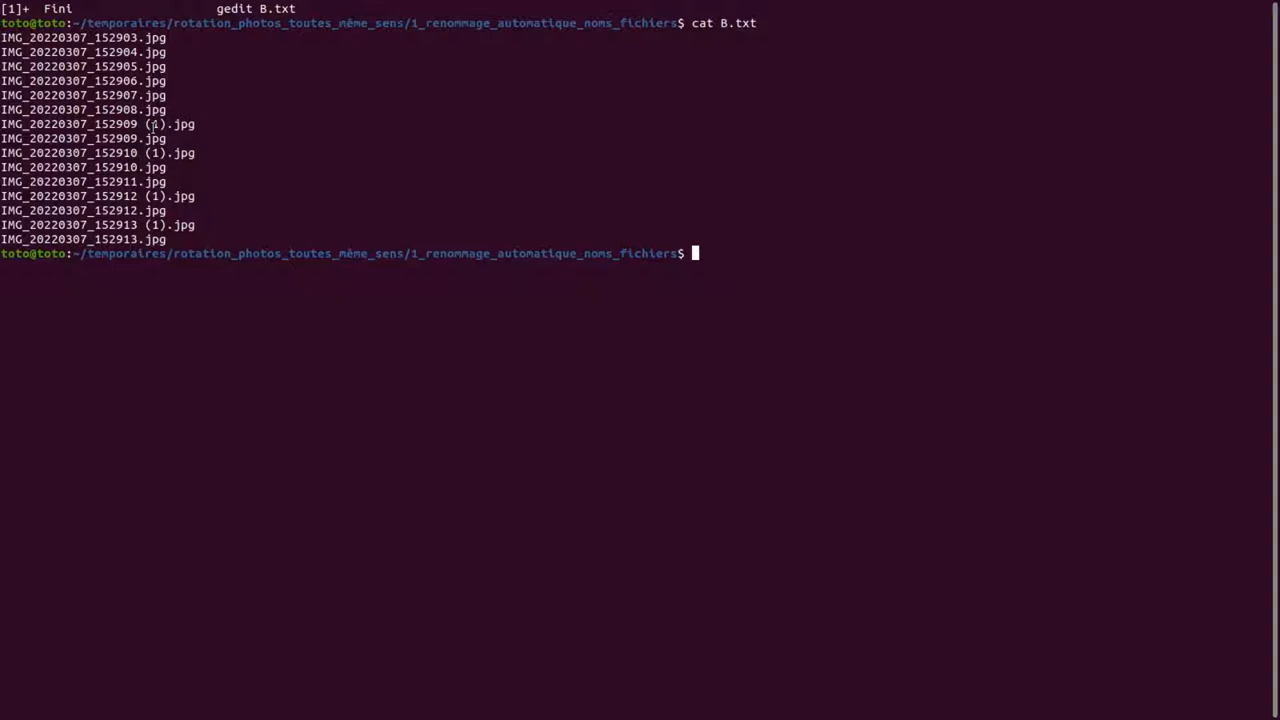 [1]+  Fini                    gedit B.txt
toto@toto:~/temporaires/rotation_photos_toutes_même_sens/1_renommage_automatique_noms_fichiers$ cat B.txt
IMG_20220307_152903.jpg
IMG_20220307_152904.jpg
IMG_20220307_152905.jpg
IMG_20220307_152906.jpg
IMG_20220307_152907.jpg
IMG_20220307_152908.jpg
IMG_20220307_152909 (1).jpg
IMG_20220307_152909.jpg
IMG_20220307_152910 (1).jpg
IMG_20220307_152910.jpg
IMG_20220307_152911.jpg
IMG_20220307_152912 (1).jpg
IMG_20220307_152912.jpg
IMG_20220307_152913 (1).jpg
IMG_20220307_152913.jpg
toto@toto:~/temporaires/rotation_photos_toutes_même_sens/1_renommage_automatique_noms_fichiers$